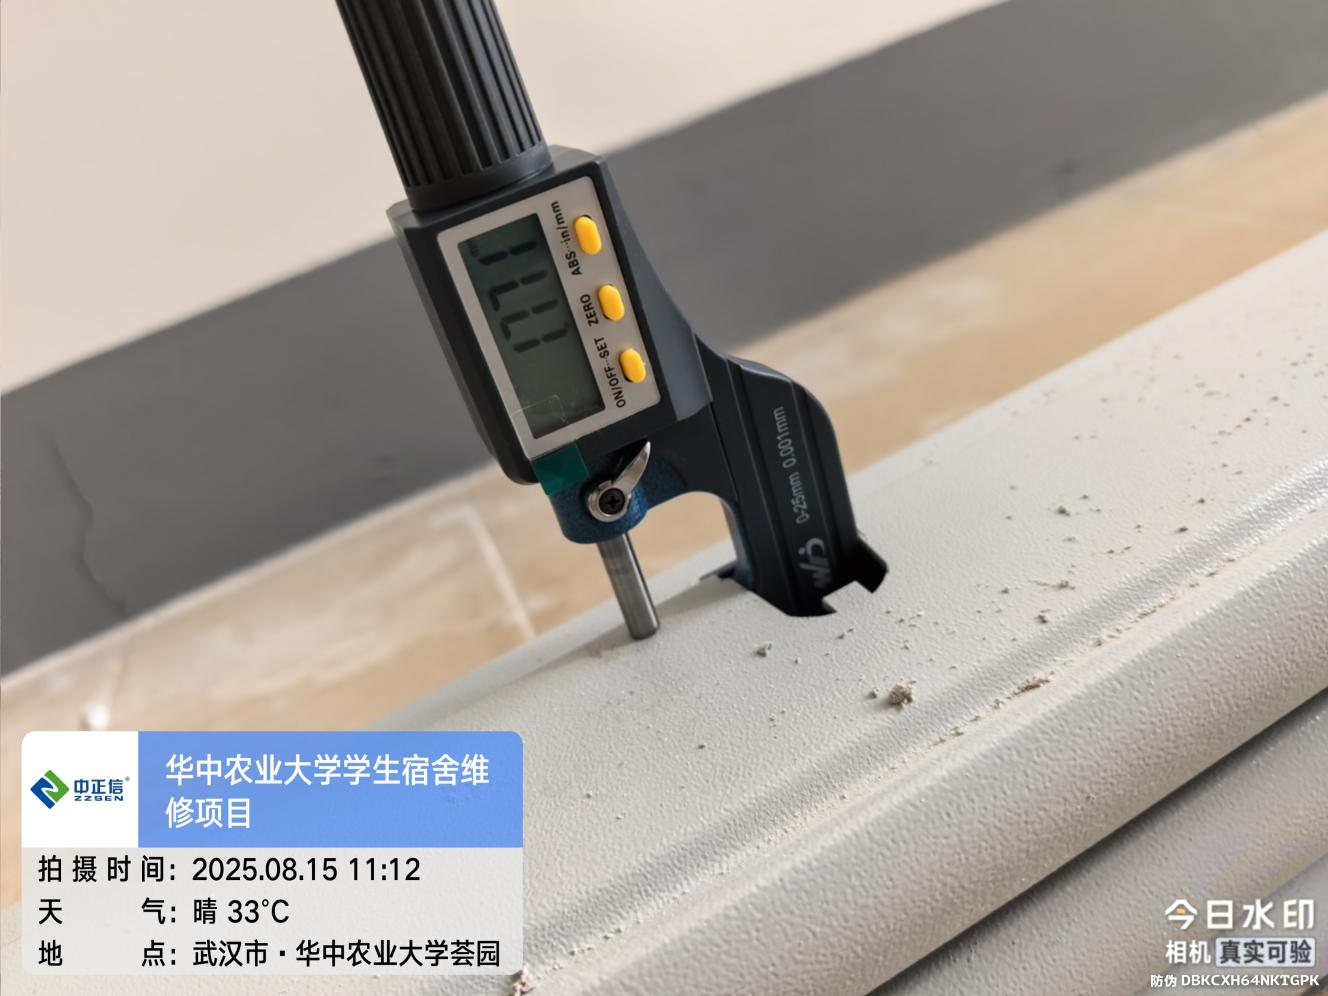 ABS···in/mm
ZERO
ON/OFF···SET
0-25mm 0.001mm
中正信
ZZSEN
华中农业大学学生宿舍维
修项目
拍摄时间：2025.08.15 11:12
天气：晴 33℃
地点：武汉市·华中农业大学荟园
今日水印
相机 真实可验
防伪 DBKCXH64NKTGPK